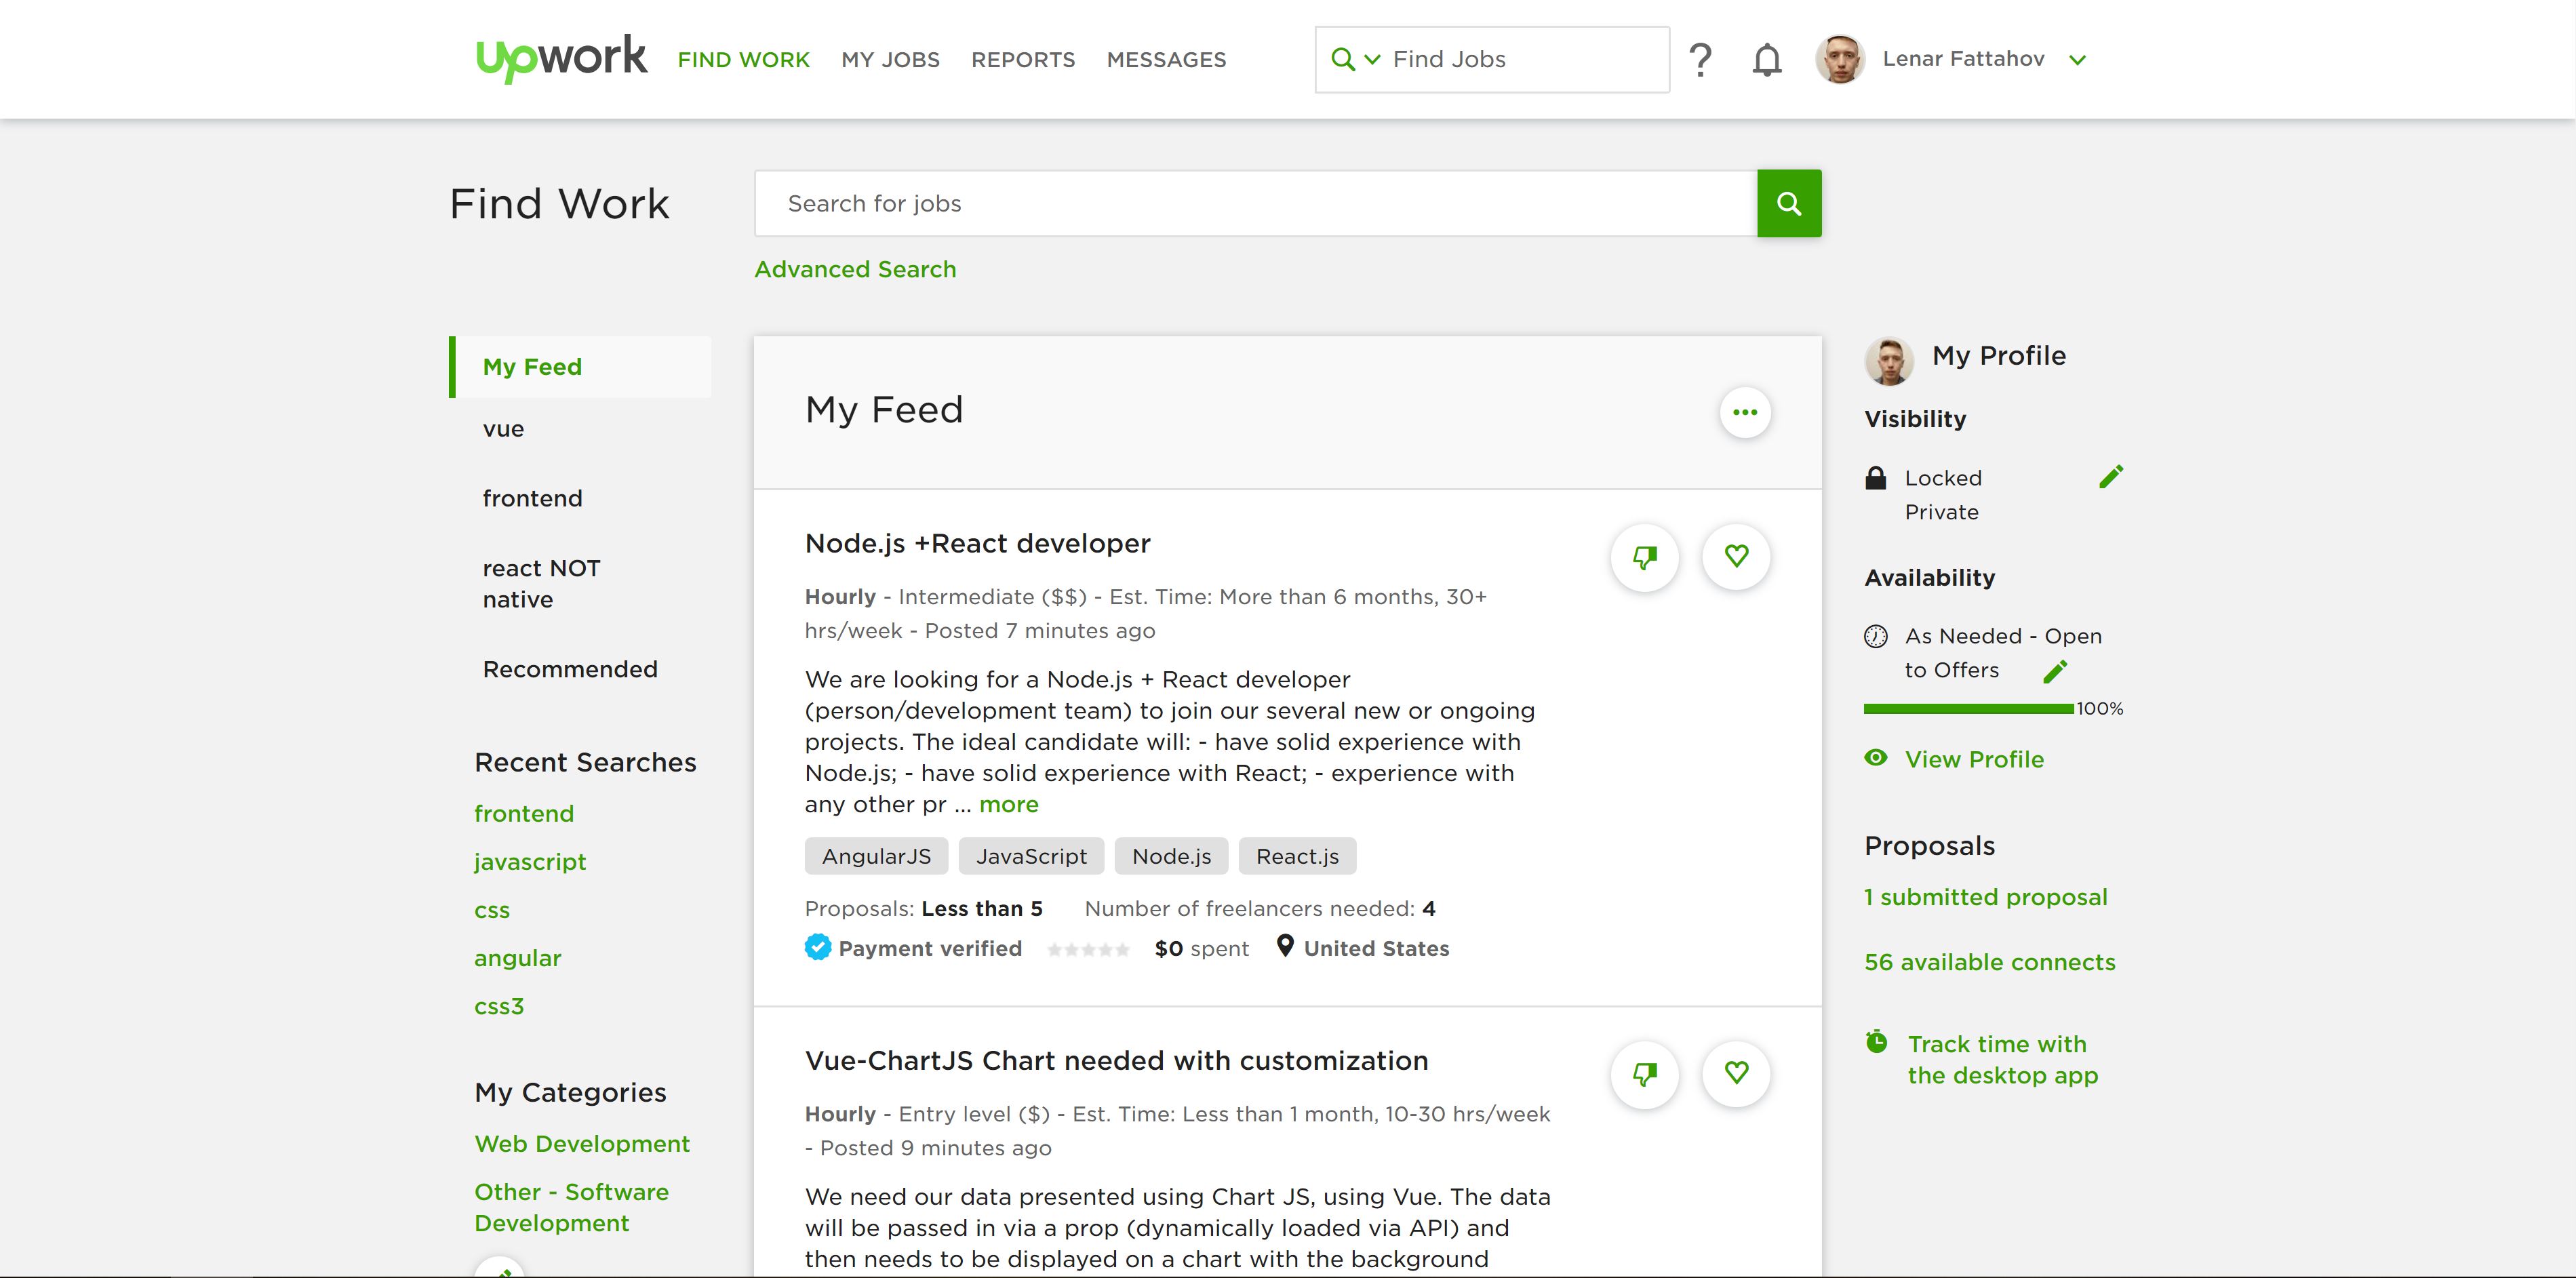 upwork FIND WORK MY JOBS REPORTS MESSAGES Find Jobs ? Lenar Fattahov
Find Work
Search for jobs
Advanced Search
My Feed
vue
frontend
react NOT
native
Recommended
Recent Searches
frontend
javascript
css
angular
css3
My Categories
Web Development
Other - Software
Development
My Feed
Node.js +React developer
Hourly - Intermediate ($$) - Est. Time: More than 6 months, 30+
hrs/week - Posted 7 minutes ago
We are looking for a Node.js + React developer
(person/development team) to join our several new or ongoing
projects. The ideal candidate will: - have solid experience with
Node.js; - have solid experience with React; - experience with
any other pr ... more
AngularJS JavaScript Node.js React.js
Proposals: Less than 5 Number of freelancers needed: 4
Payment verified $0 spent United States
Vue-ChartJS Chart needed with customization
Hourly - Entry level ($) - Est. Time: Less than 1 month, 10-30 hrs/week
- Posted 9 minutes ago
We need our data presented using Chart JS, using Vue. The data
will be passed in via a prop (dynamically loaded via API) and
then needs to be displayed on a chart with the background
My Profile
Visibility
Locked
Private
Availability
As Needed - Open
to Offers
100%
View Profile
Proposals
1 submitted proposal
56 available connects
Track time with
the desktop app